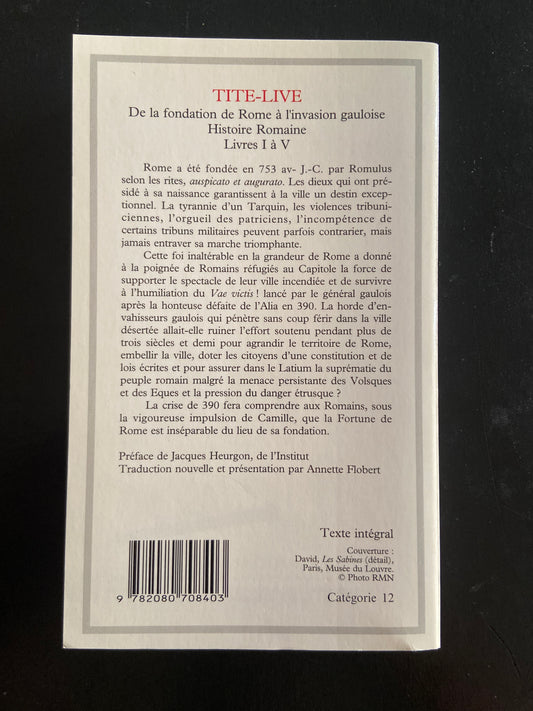 TITE-LIVE
De la fondation de Rome à l'invasion gauloise
Histoire Romaine
Livres I à V
Rome a été fondée en 753 av- J.-C. par Romulus
selon les rites, auspicato et augurato. Les dieux qui ont pré-
sidé à sa naissance garantissent à la ville un destin excep-
tionnel. La tyrannie d'un Tarquin, les violences tribuni-
ciennes, l'orgueil des patriciens, l'incompétence de
certains tribuns militaires peuvent parfois contrarier, mais
jamais entraver sa marche triomphante.
Cette foi inaltérable en la grandeur de Rome a donné
à la poignée de Romains réfugiés au Capitole la force de
supporter le spectacle de leur ville incendiée et de survivre
à l'humiliation du Vae victis ! lancé par le général gaulois
après la honteuse défaite de l'Alia en 390. La horde d'en-
vahisseurs gaulois qui pénètre sans coup férir dans la ville
désertée allait-elle ruiner l'effort soutenu pendant plus de
trois siècles et demi pour agrandir le territoire de Rome,
embellir la ville, doter les citoyens d'une constitution et de
lois écrites et pour assurer dans le Latium la suprématie du
peuple romain malgré la menace persistante des Volsques
et des Eques et la pression du danger étrusque ?
La crise de 390 fera comprendre aux Romains, sous
la vigoureuse impulsion de Camille, que la Fortune de
Rome est inséparable du lieu de sa fondation.
Préface de Jacques Heurgon, de l'Institut
Traduction nouvelle et présentation par Annette Flobert
Texte intégral
Couverture :
David, Les Sabines (détail),
Paris, Musée du Louvre.
© Photo RMN
9 782080 708403
Catégorie 12